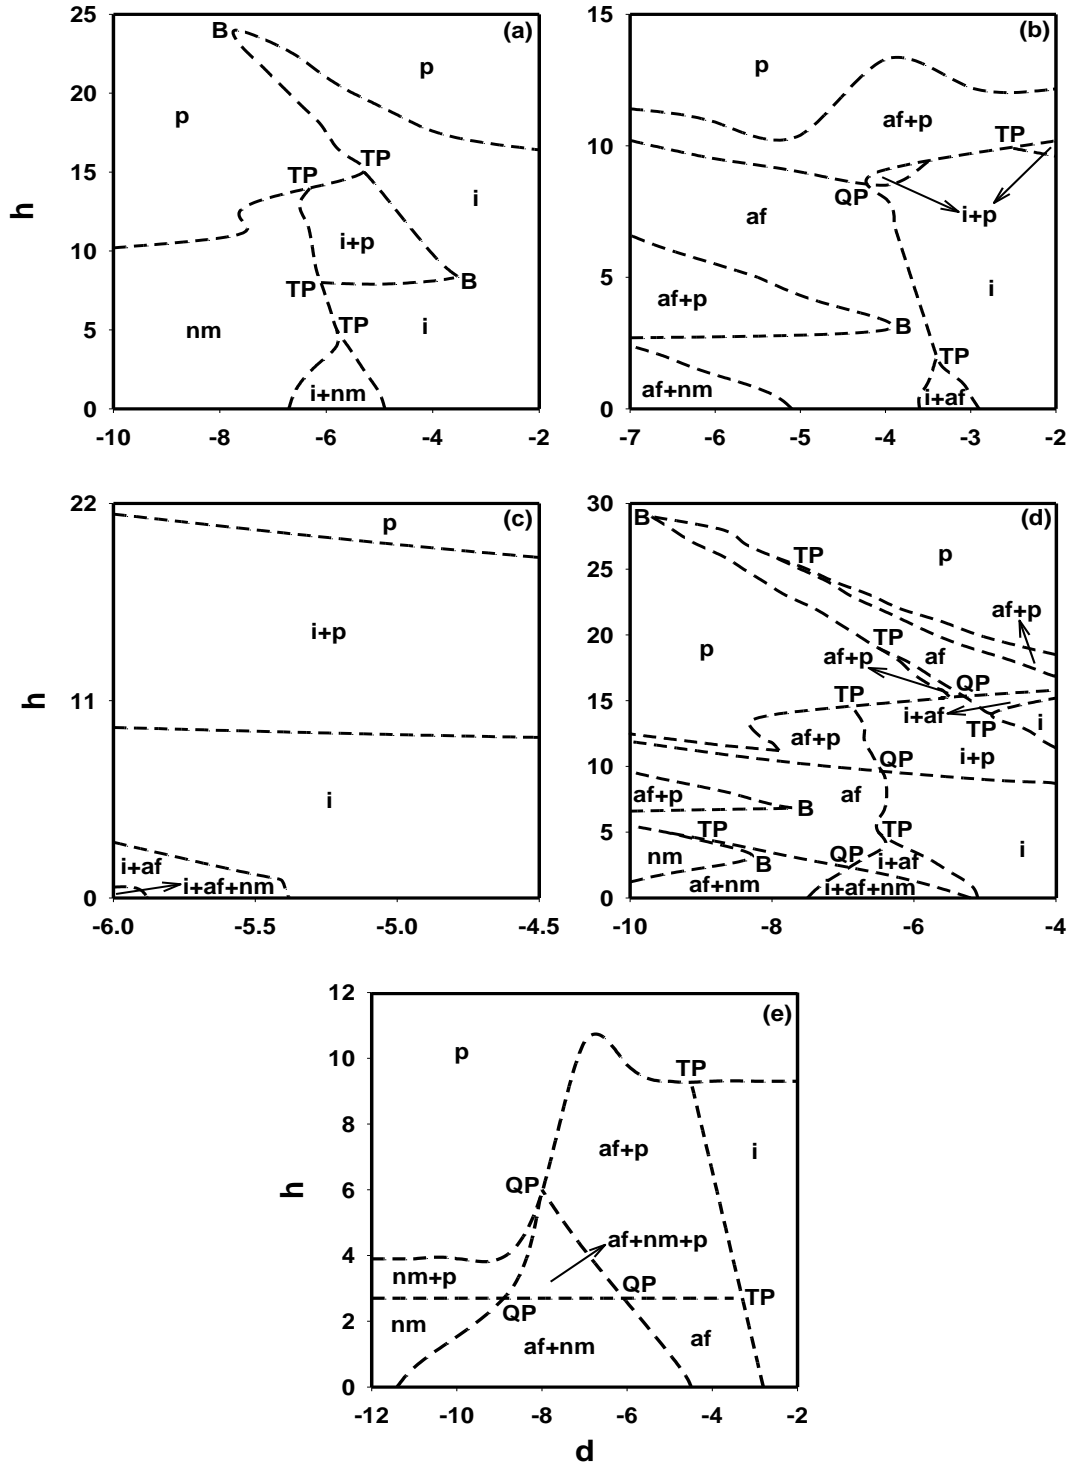 25
20
15
10
5
0
h
-10
-8
-6
-4
-2
(a)
B
p
p
TP
TP
i
i+p
TP
B
nm
TP
i
i+nm
15
10
5
0
-7
-6
-5
-4
-3
-2
(b)
p
af+p
TP
QP
i+p
af
i
af+p
B
TP
af+nm
i+af
22
11
0
h
-6.0
-5.5
-5.0
-4.5
(c)
p
i+p
i
i+af
i+af+nm
30
25
20
15
10
5
0
-10
-8
-6
-4
B
(d)
TP
p
af+p
TP
p
af+p
af
QP
TP
i+af
TP
i
af+p
i+p
QP
af+p
B
af
TP
TP
nm
B
QP
i+af
i
af+nm
i+af+nm
12
10
8
6
4
2
0
h
-12
-10
-8
-6
-4
-2
d
(e)
p
TP
af+p
i
QP
af+nm+p
nm+p
QP
TP
nm
QP
af+nm
af